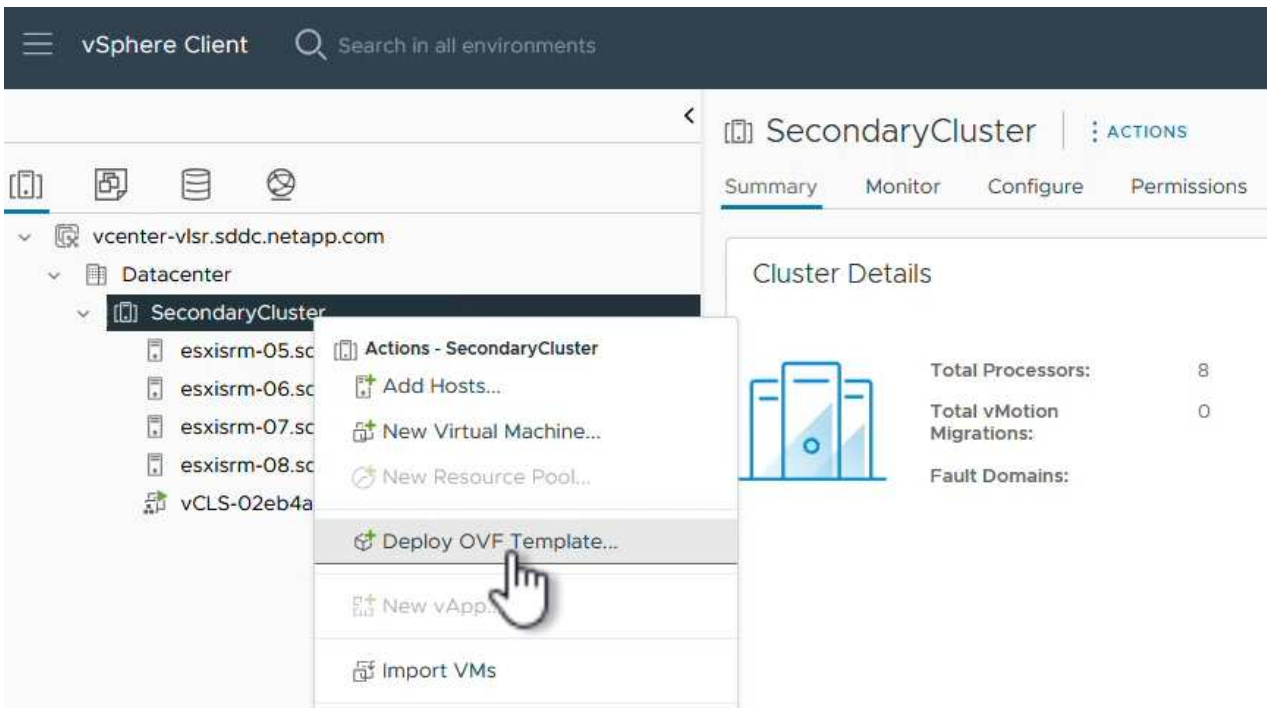 vSphere Client
Search in all environments
SecondaryCluster
ACTIONS
Summary Monitor Configure Permissions
vcenter-vlsr.sddc.netapp.com
Datacenter
SecondaryCluster
esxisrm-05.sc
esxisrm-06.sc
esxisrm-07.sc
esxisrm-08.sc
vCLS-02eb4a
Actions - SecondaryCluster
Add Hosts...
New Virtual Machine...
New Resource Pool...
Deploy OVF Template...
New vApp...
Import VMs
Cluster Details
Total Processors: 8
Total vMotion 0
Migrations:
Fault Domains: